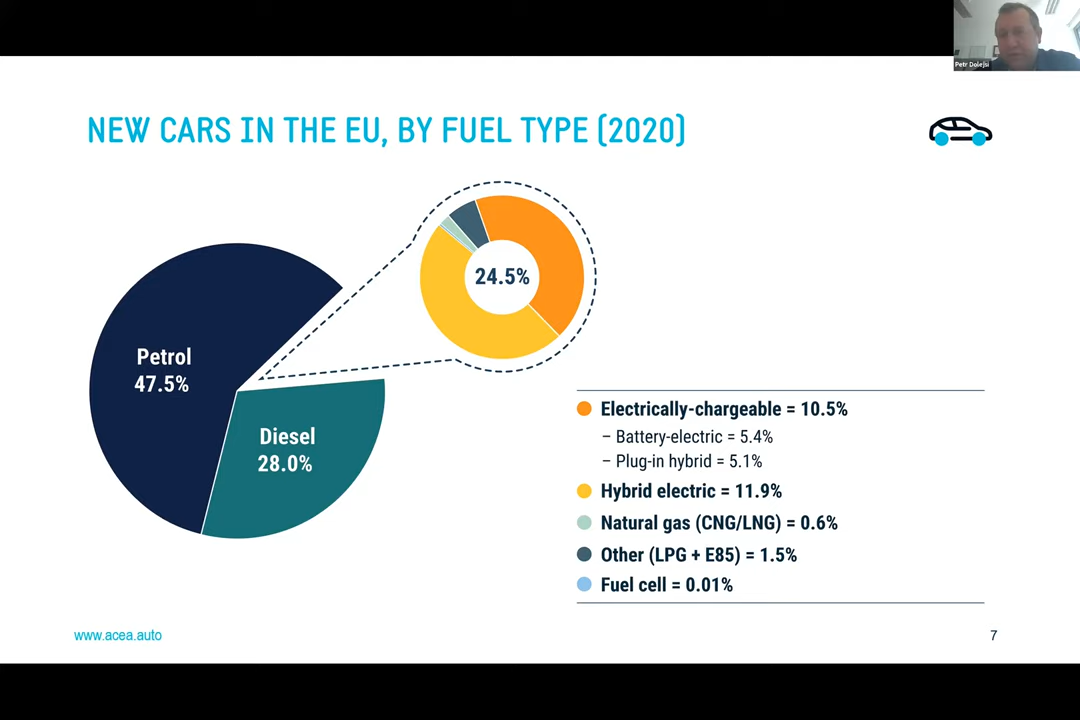 Petr Dolejsi
NEW CARS IN THE EU, BY FUEL TYPE (2020)
24.5%
Petrol
47.5%
Diesel
28.0%
Electrically-chargeable = 10.5%
– Battery-electric = 5.4%
– Plug-in hybrid = 5.1%
Hybrid electric = 11.9%
Natural gas (CNG/LNG) = 0.6%
Other (LPG + E85) = 1.5%
Fuel cell = 0.01%
www.acea.auto
7